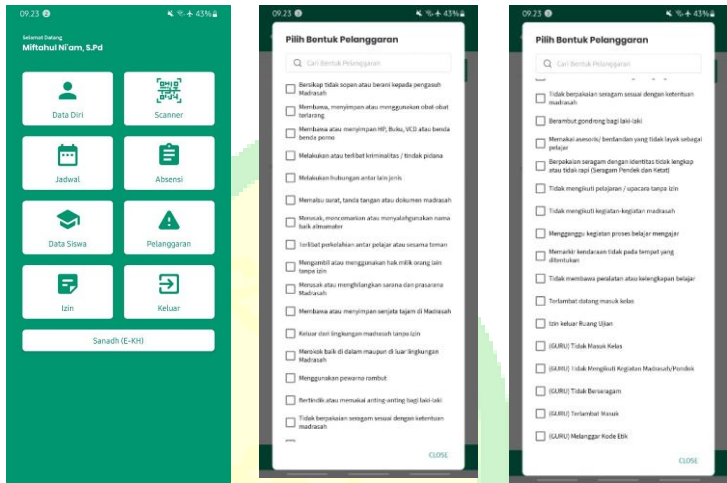 09.23 43%
Selamat Datang
Miftahul Ni'am, S.Pd
Data Diri
Scanner
Jadwal
Absensi
Data Siswa
Pelanggaran
Izin
Keluar
Sanadh (E-KH)
09.23 43%
Pilih Bentuk Pelanggaran
Cari Bentuk Pelanggaran
Bersikap tidak sopan atau berani kepada pengasuh
Madrasah
Membawa, menyimpan atau menggunakan obat-obat
terlarang
Membawa atau menyimpan HP, Buku, VCD atau benda
benda porno
Melakukan atau terlibat kriminalitas / tindak pidana
Melakukan hubungan antar lain jenis
Memalsu surat, tanda tangan atau dokumen madrasah
Merusak, mencemarkan atau menyalahgunakan nama
baik almamater
Terlibat perkelahian antar pelajar atau sesama teman
Mengambil atau menggunakan hak milik orang lain
tanpa izin
Merusak atau menghilangkan sarana dan prasarana
Madrasah
Membawa atau menyimpan senjata tajam di Madrasah
Keluar dari lingkungan madrasah tanpa izin
Merokok baik di dalam maupun di luar lingkungan
Madrasah
Menggunakan pewarna rambut
Bertindik atau memakai anting-anting bagi laki-laki
Tidak berpakaian seragam sesuai dengan ketentuan
madrasah
CLOSE
09.23 43%
Pilih Bentuk Pelanggaran
Cari Bentuk Pelanggaran
Tidak berpakaian seragam sesuai dengan ketentuan
madrasah
Berambut gondrong bagi laki-laki
Memakai asesoris/ berdandan yang tidak layak sebagai
pelajar
Berpakaian seragam dengan identitas tidak lengkap
atau tidak rapi (Seragam Pendek dan Ketat)
Tidak mengikuti pelajaran / upacara tanpa izin
Tidak mengikuti kegiatan-kegiatan madrasah
Mengganggu kegiatan proses belajar mengajar
Memarkir kendaraan tidak pada tempat yang
ditentukan
Tidak membawa peralatan atau kelengkapan belajar
Terlambat datang masuk kelas
Izin keluar Ruang Ujian
(GURU) Tidak Masuk Kelas
(GURU) Tidak Mengikuti Kegiatan Madrasah/Pondok
(GURU) Tidak Berseragam
(GURU) Terlambat Masuk
(GURU) Melanggar Kode Etik
CLOSE